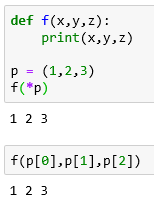 def f(x,y,z):
    print(x,y,z)

p = (1,2,3)
f(*p)
1 2 3
f(p[0],p[1],p[2])
1 2 3